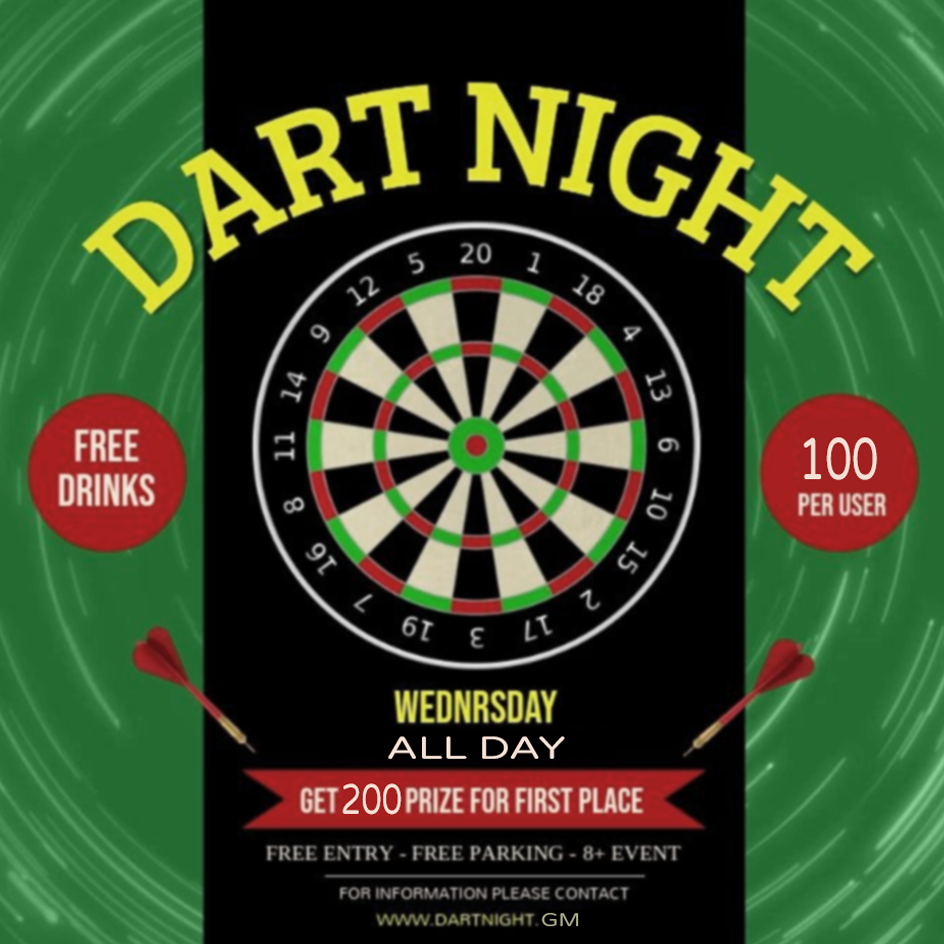 DART NIGHT
20
1
18
4
13
6
10
15
2
17
3
19
7
16
8
11
14
9
12
5
FREE
DRINKS
100
PER USER
WEDNRSDAY
ALL DAY
GET 200 PRIZE FOR FIRST PLACE
FREE ENTRY - FREE PARKING - 8+ EVENT
FOR INFORMATION PLEASE CONTACT
WWW.DARTNIGHT.GM